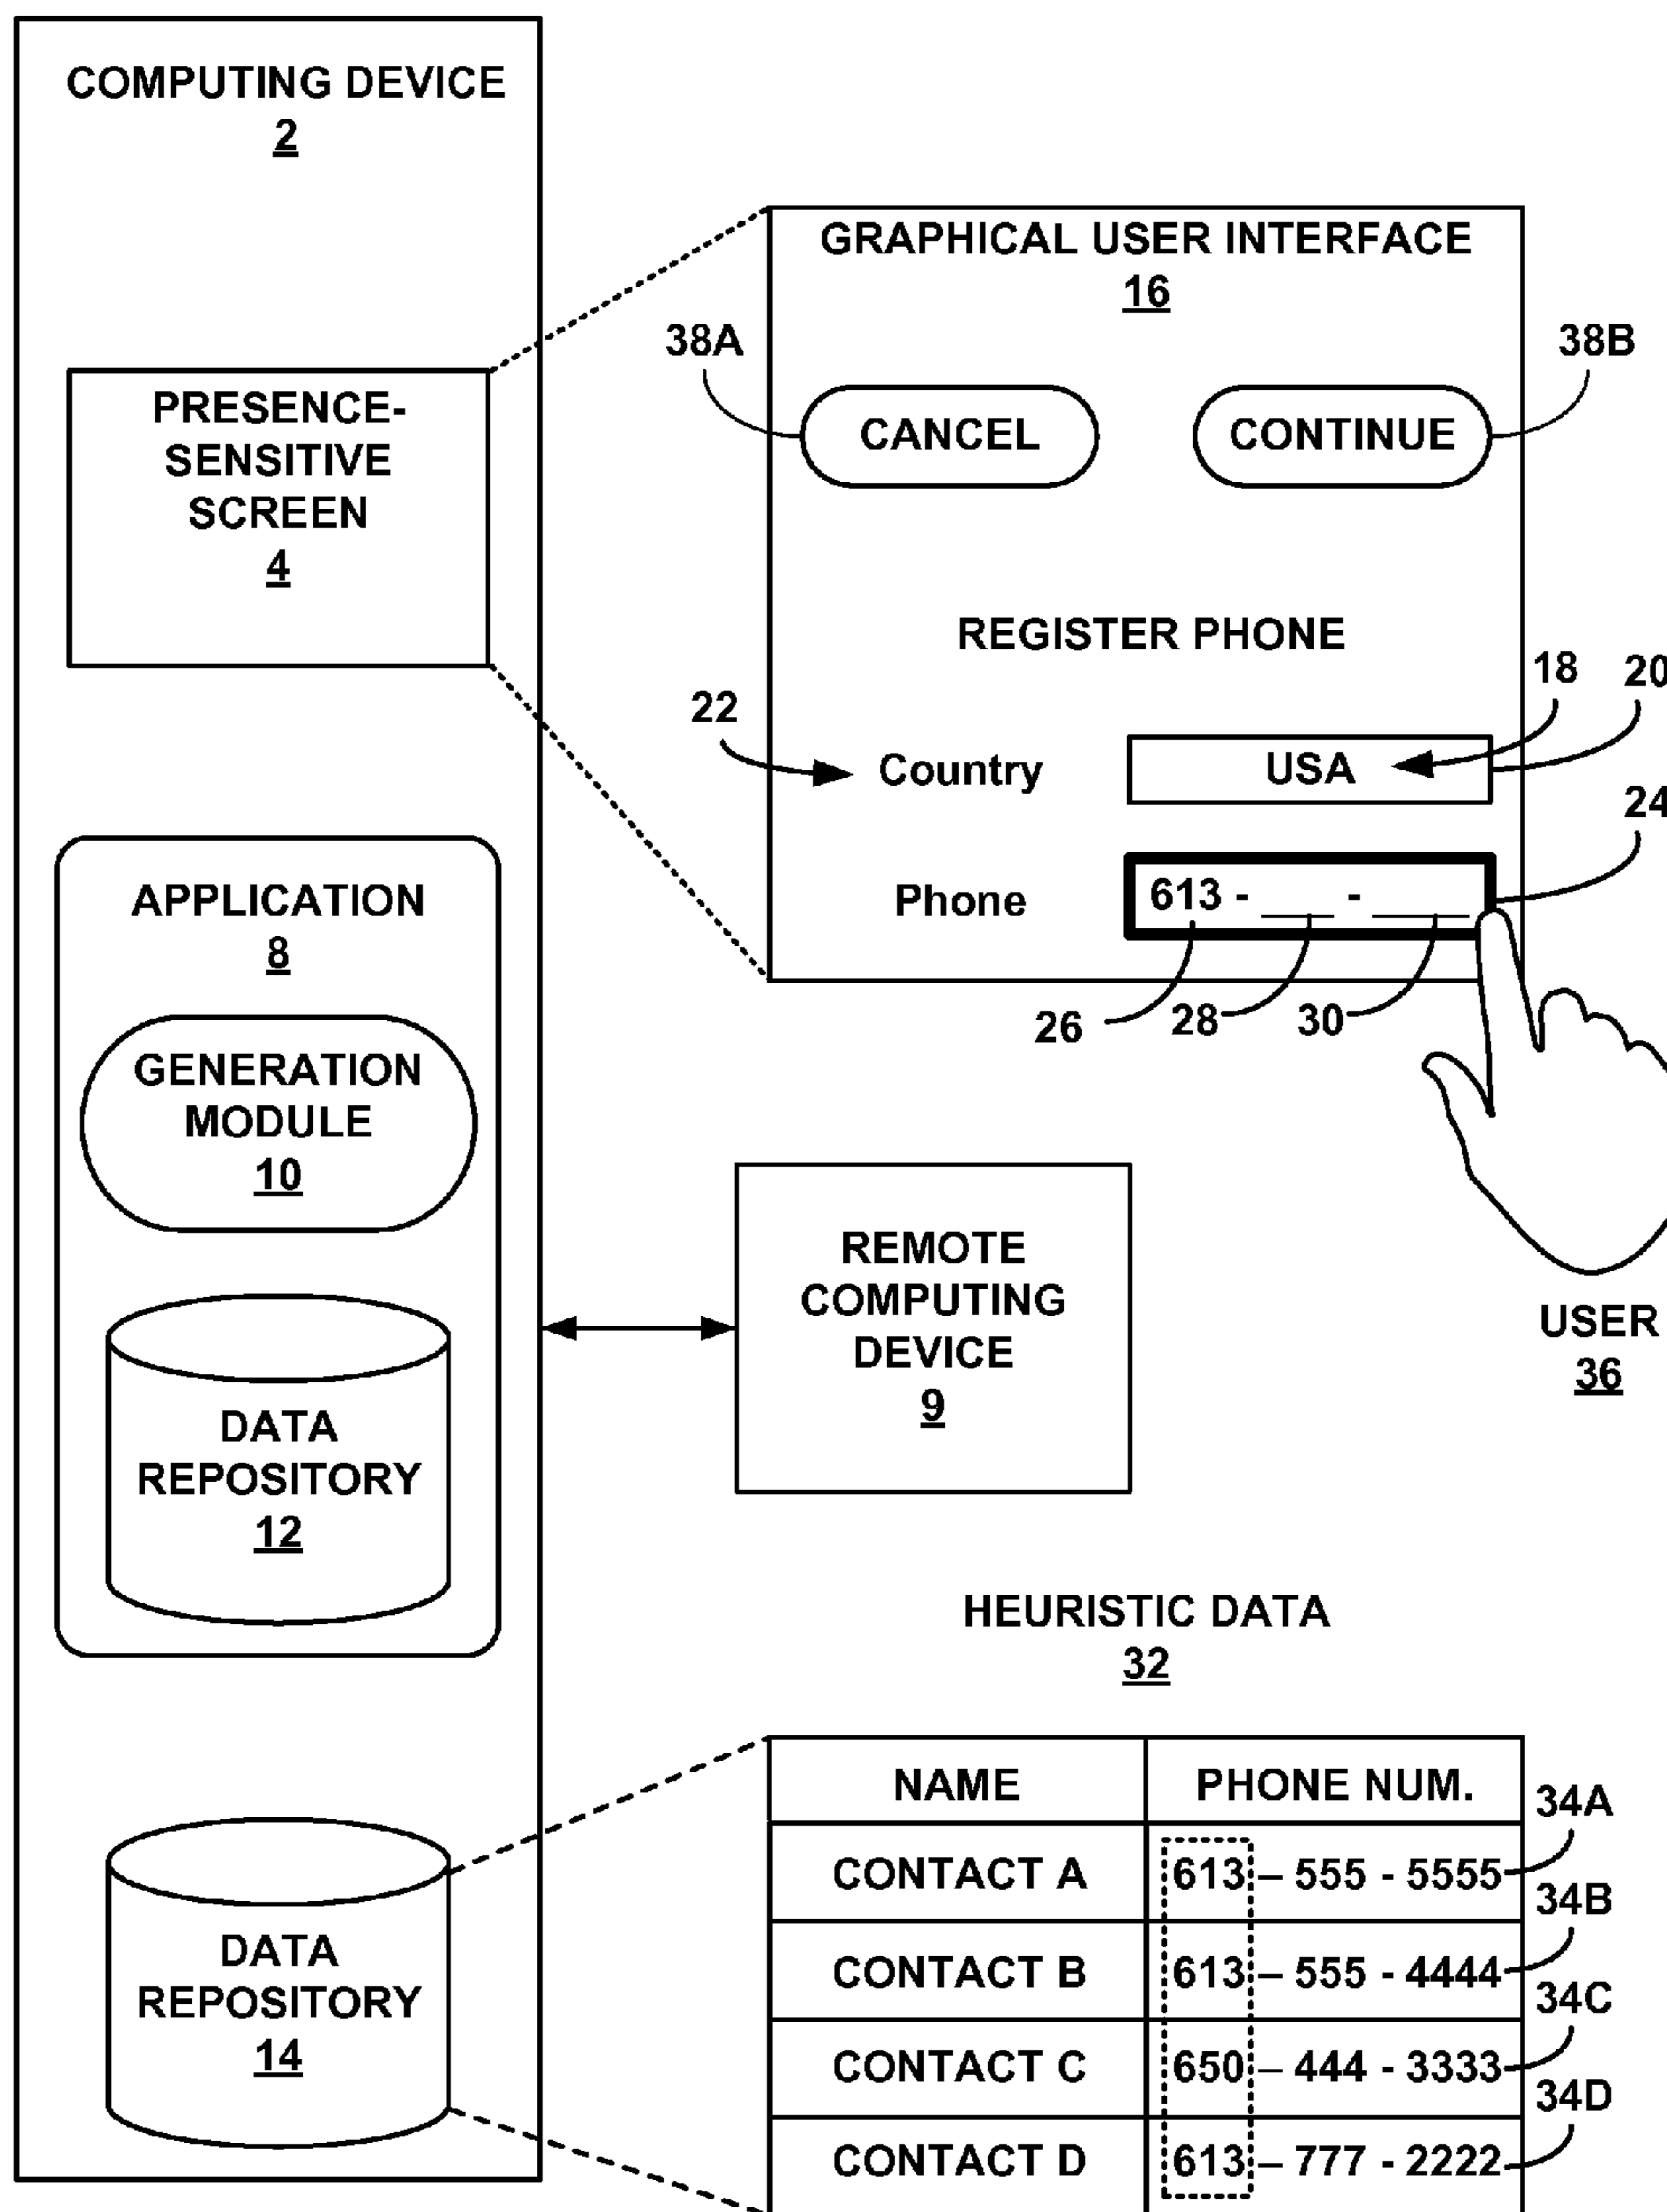 COMPUTING DEVICE
2
PRESENCE-
SENSITIVE
SCREEN
4
APPLICATION
8
GENERATION
MODULE
10
DATA
REPOSITORY
12
DATA
REPOSITORY
14
GRAPHICAL USER INTERFACE
16
38A
38B
CANCEL
CONTINUE
REGISTER PHONE
18
20
22
Country
USA
24
Phone
613 - ___ - ____
26
28
30
REMOTE
COMPUTING
DEVICE
9
USER
36
HEURISTIC DATA
32
NAME PHONE NUM.
34A
CONTACT A 613 – 555 - 5555
34B
CONTACT B 613 – 555 - 4444
34C
CONTACT C 650 – 444 - 3333
34D
CONTACT D 613 – 777 - 2222